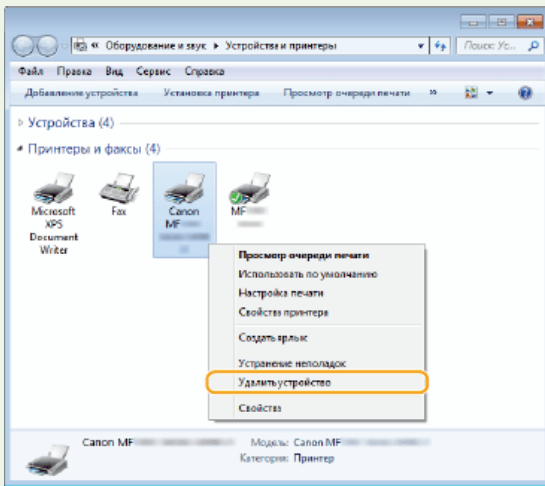 « Оборудование и звук ▸ Устройства и принтеры
Поиск: Ус...
Файл Правка Вид Сервис Справка
Добавление устройства Установка принтера Просмотр очереди печати »
Устройства (4)
Принтеры и факсы (4)
Microsoft
XPS
Document
Writer
Fax
Canon
MF
MF
Просмотр очереди печати
Использовать по умолчанию
Настройка печати
Свойства принтера
Создать ярлык
Устранение неполадок
Удалить устройство
Свойства
Canon MF Модель: Canon MF
Категория: Принтер